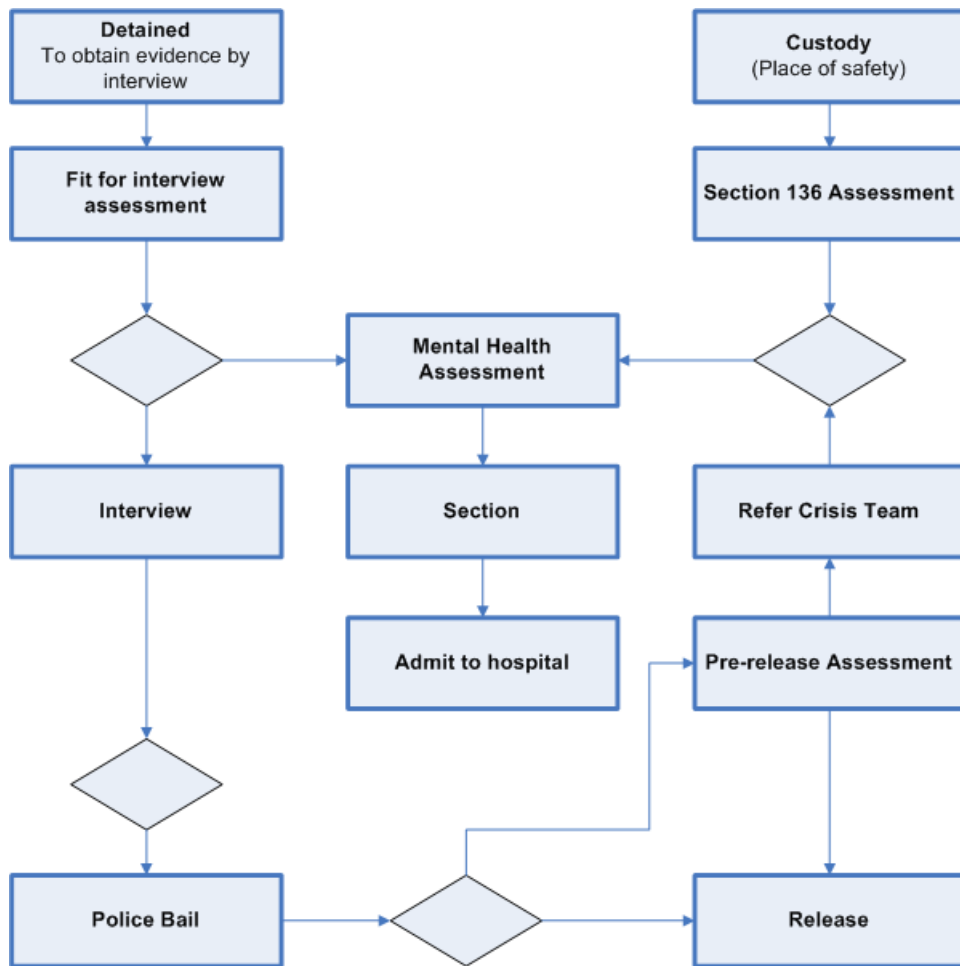 Detained
To obtain evidence by
interview
Custody
(Place of safety)
Fit for interview
assessment
Section 136 Assessment
Mental Health
Assessment
Interview
Section
Refer Crisis Team
Admit to hospital
Pre-release Assessment
Police Bail
Release